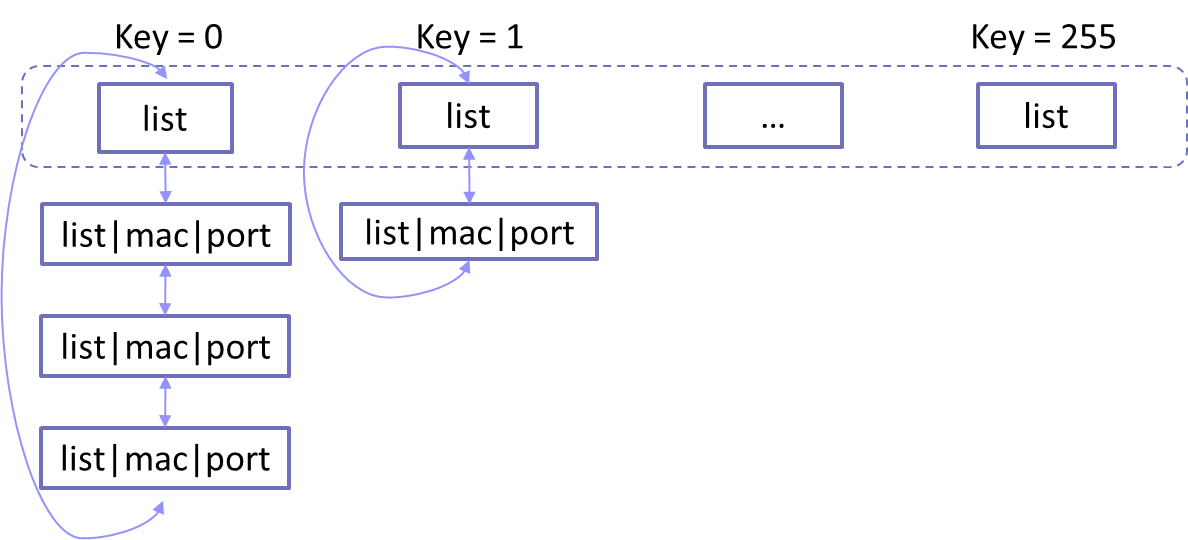 Key = 0
Key = 1
Key = 255
list
list
...
list
list|mac|port
list|mac|port
list|mac|port
list|mac|port